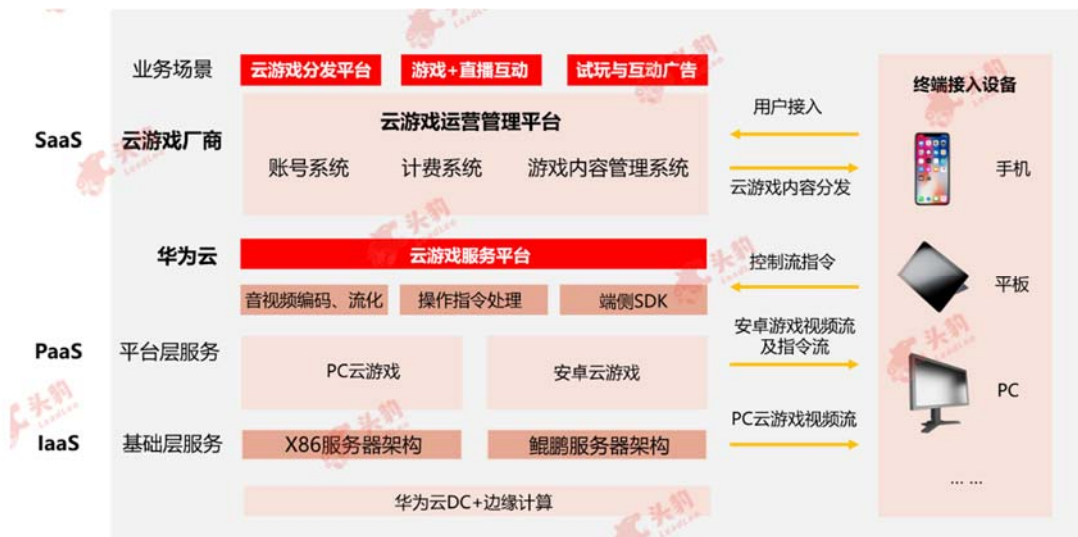 业务场景
云游戏分发平台
游戏+直播互动
试玩与互动广告
SaaS
云游戏厂商
云游戏运营管理平台
账号系统
计费系统
游戏内容管理系统
华为云
云游戏服务平台
音视频编码、流化
操作指令处理
端侧SDK
PaaS
平台层服务
PC云游戏
安卓云游戏
IaaS
基础层服务
X86服务器架构
鲲鹏服务器架构
华为云DC+边缘计算
用户接入
云游戏内容分发
控制流指令
安卓游戏视频流
及指令流
PC云游戏视频流
终端接入设备
手机
平板
PC
... ...
头豹
LeadLeo